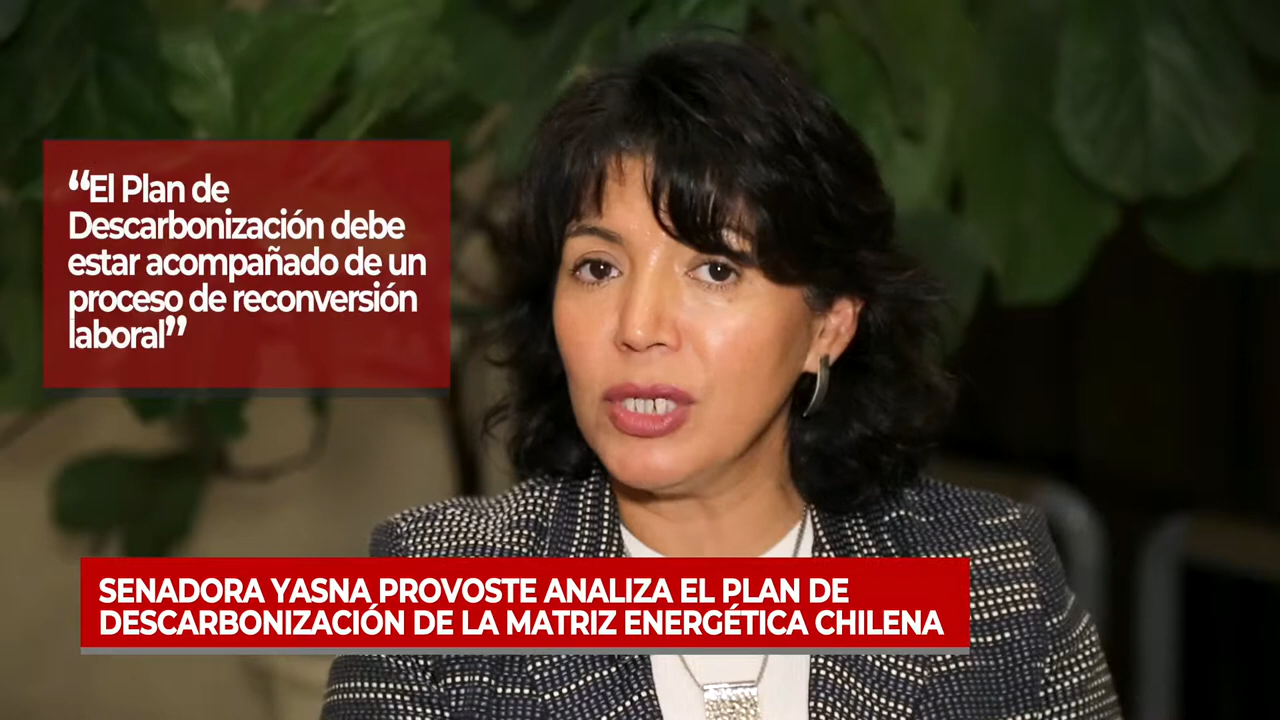 “El Plan de
Descarbonización debe
estar acompañado de un
proceso de reconversión
laboral”
SENADORA YASNA PROVOSTE ANALIZA EL PLAN DE
DESCARBONIZACIÓN DE LA MATRIZ ENERGÉTICA CHILENA